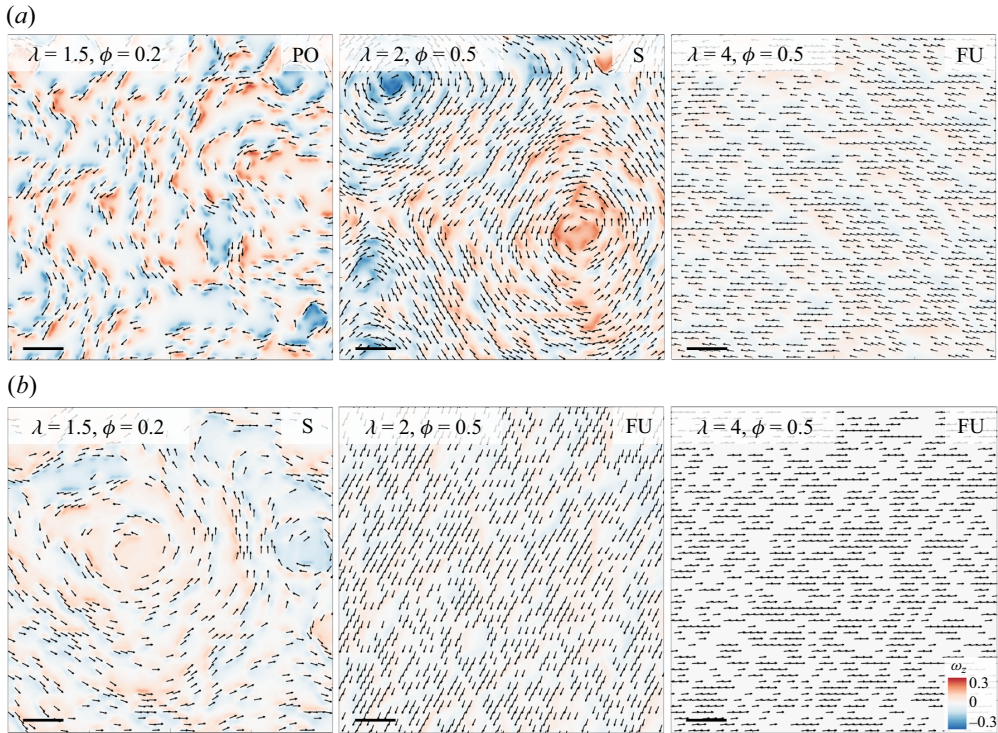 (a)
λ = 1.5, ϕ = 0.2 PO
λ = 2, ϕ = 0.5 S
λ = 4, ϕ = 0.5 FU
(b)
λ = 1.5, ϕ = 0.2 S
λ = 2, ϕ = 0.5 FU
λ = 4, ϕ = 0.5 FU
ω_z
0.3
0
−0.3